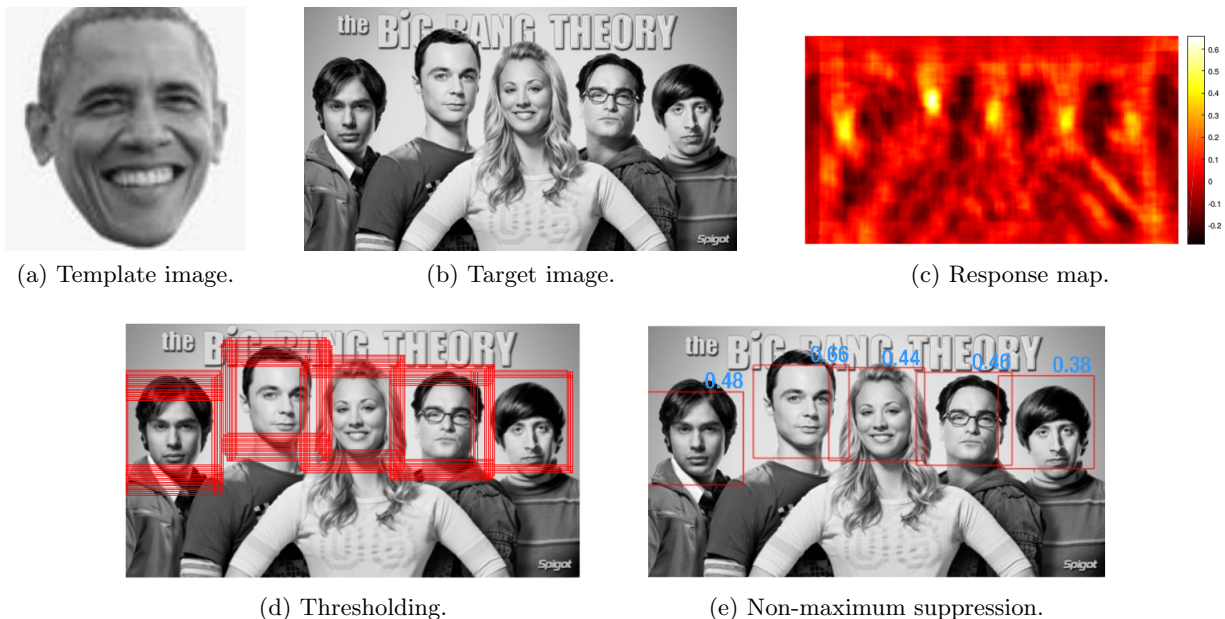 the BiG BANG THEORY
Spigot
0.6
0.5
0.4
0.3
0.2
0.1
0
-0.1
-0.2
(a) Template image.
(b) Target image.
(c) Response map.
the BiG BANG THEORY
Spigot
the BiG BANG THEORY
0.48
0.66
0.44
0.46
0.38
Spigot
(d) Thresholding.
(e) Non-maximum suppression.